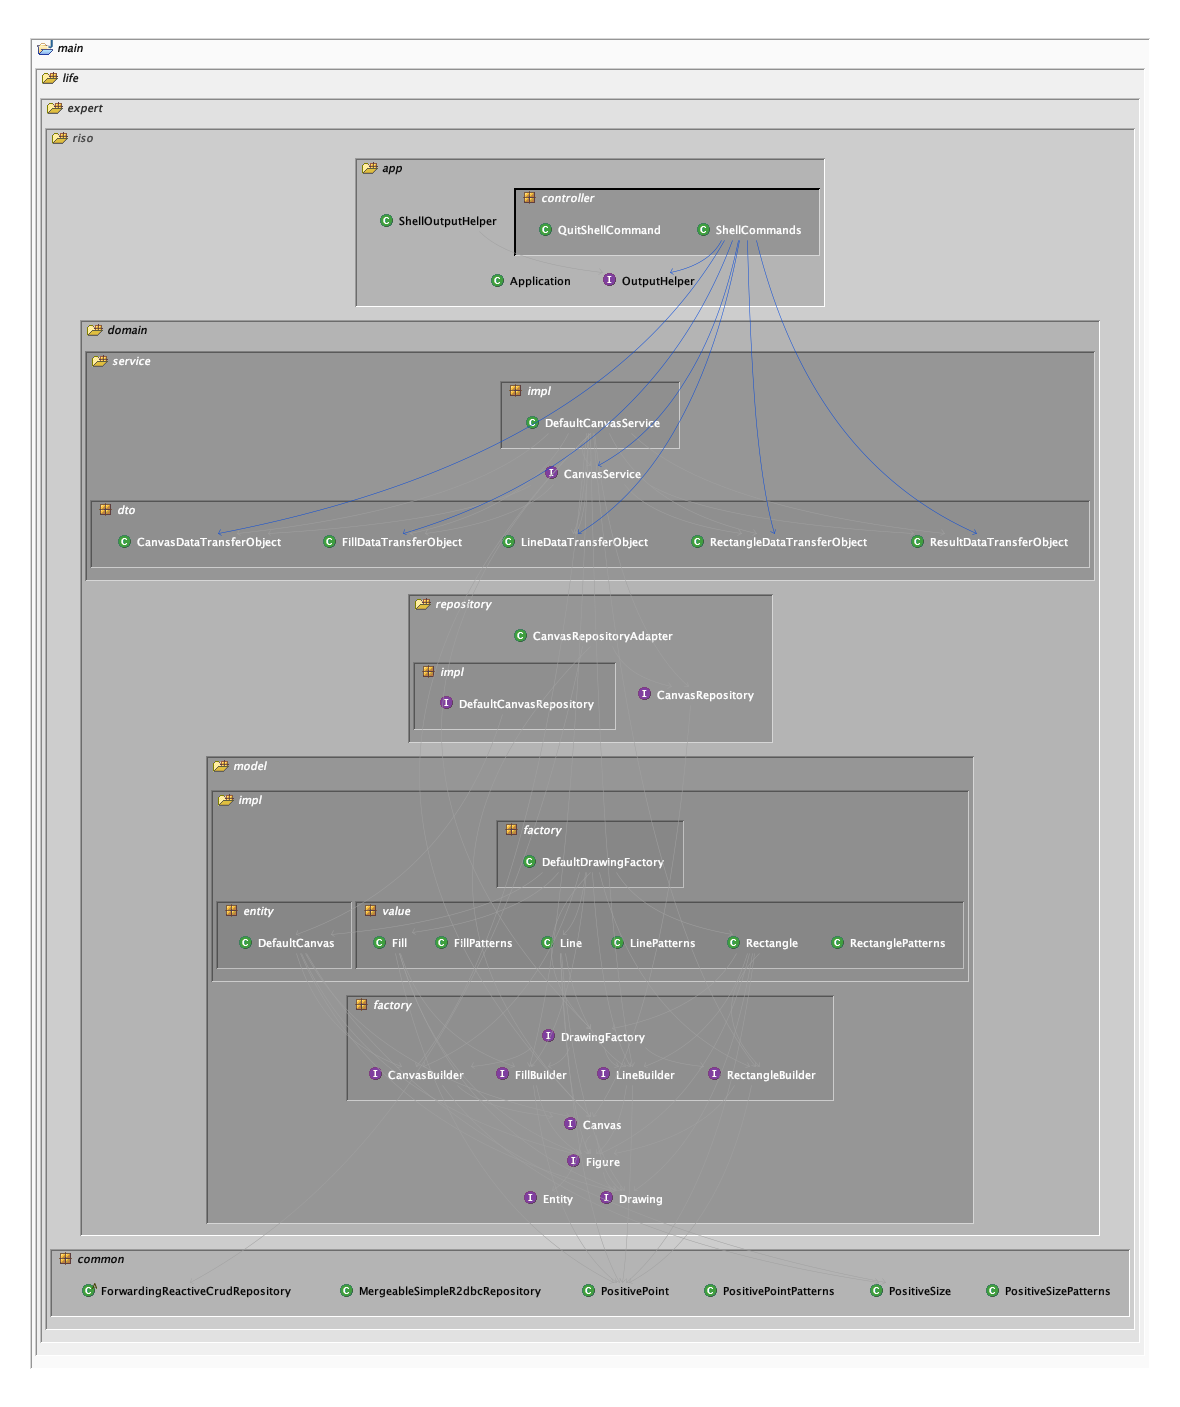 main
life
expert
riso
app
controller
ShellOutputHelper
QuitShellCommand
ShellCommands
Application
OutputHelper
domain
service
impl
DefaultCanvasService
CanvasService
dto
CanvasDataTransferObject
FillDataTransferObject
LineDataTransferObject
RectangleDataTransferObject
ResultDataTransferObject
repository
CanvasRepositoryAdapter
impl
DefaultCanvasRepository
CanvasRepository
model
impl
factory
DefaultDrawingFactory
entity
DefaultCanvas
value
Fill
FillPatterns
Line
LinePatterns
Rectangle
RectanglePatterns
factory
DrawingFactory
CanvasBuilder
FillBuilder
LineBuilder
RectangleBuilder
Canvas
Figure
Entity
Drawing
common
ForwardingReactiveCrudRepository
MergeableSimpleR2dbcRepository
PositivePoint
PositivePointPatterns
PositiveSize
PositiveSizePatterns